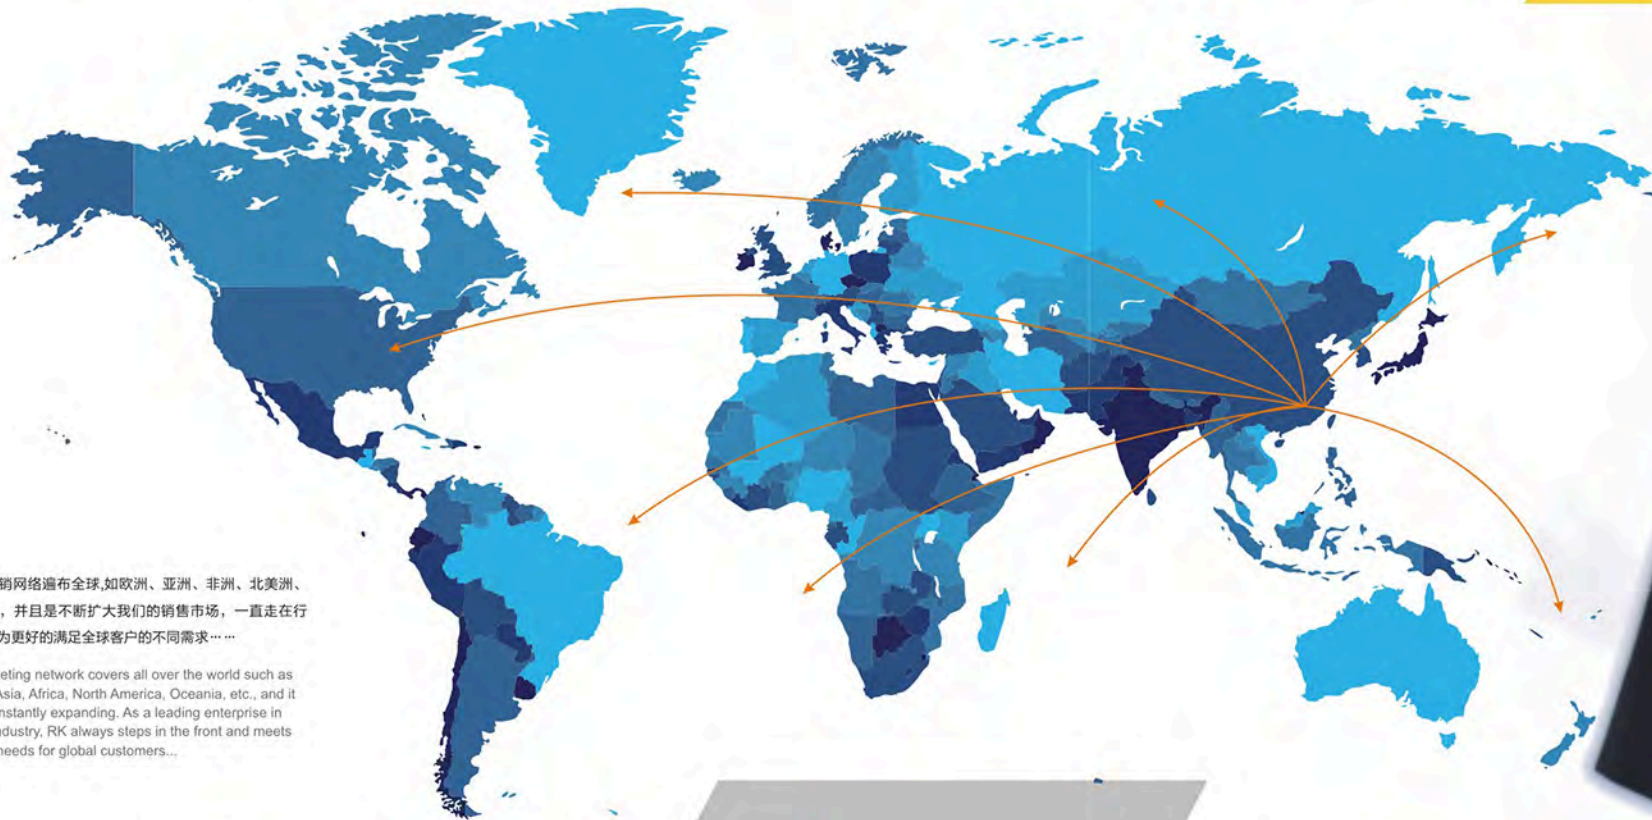 销网络遍布全球,如欧洲、亚洲、非洲、北美洲、
，并且是不断扩大我们的销售市场，一直走在行
为更好的满足全球客户的不同需求……
eting network covers all over the world such as
Asia, Africa, North America, Oceania, etc., and it
nstantly expanding. As a leading enterprise in
dustry, RK always steps in the front and meets
needs for global customers...